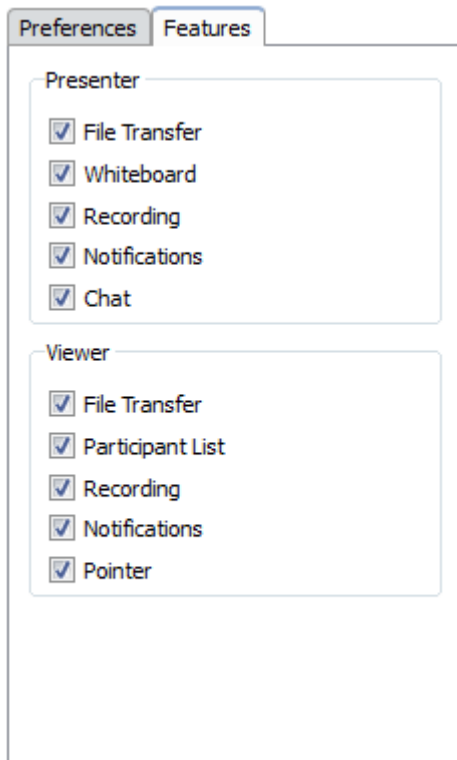 Preferences Features
Presenter
File Transfer
Whiteboard
Recording
Notifications
Chat
Viewer
File Transfer
Participant List
Recording
Notifications
Pointer